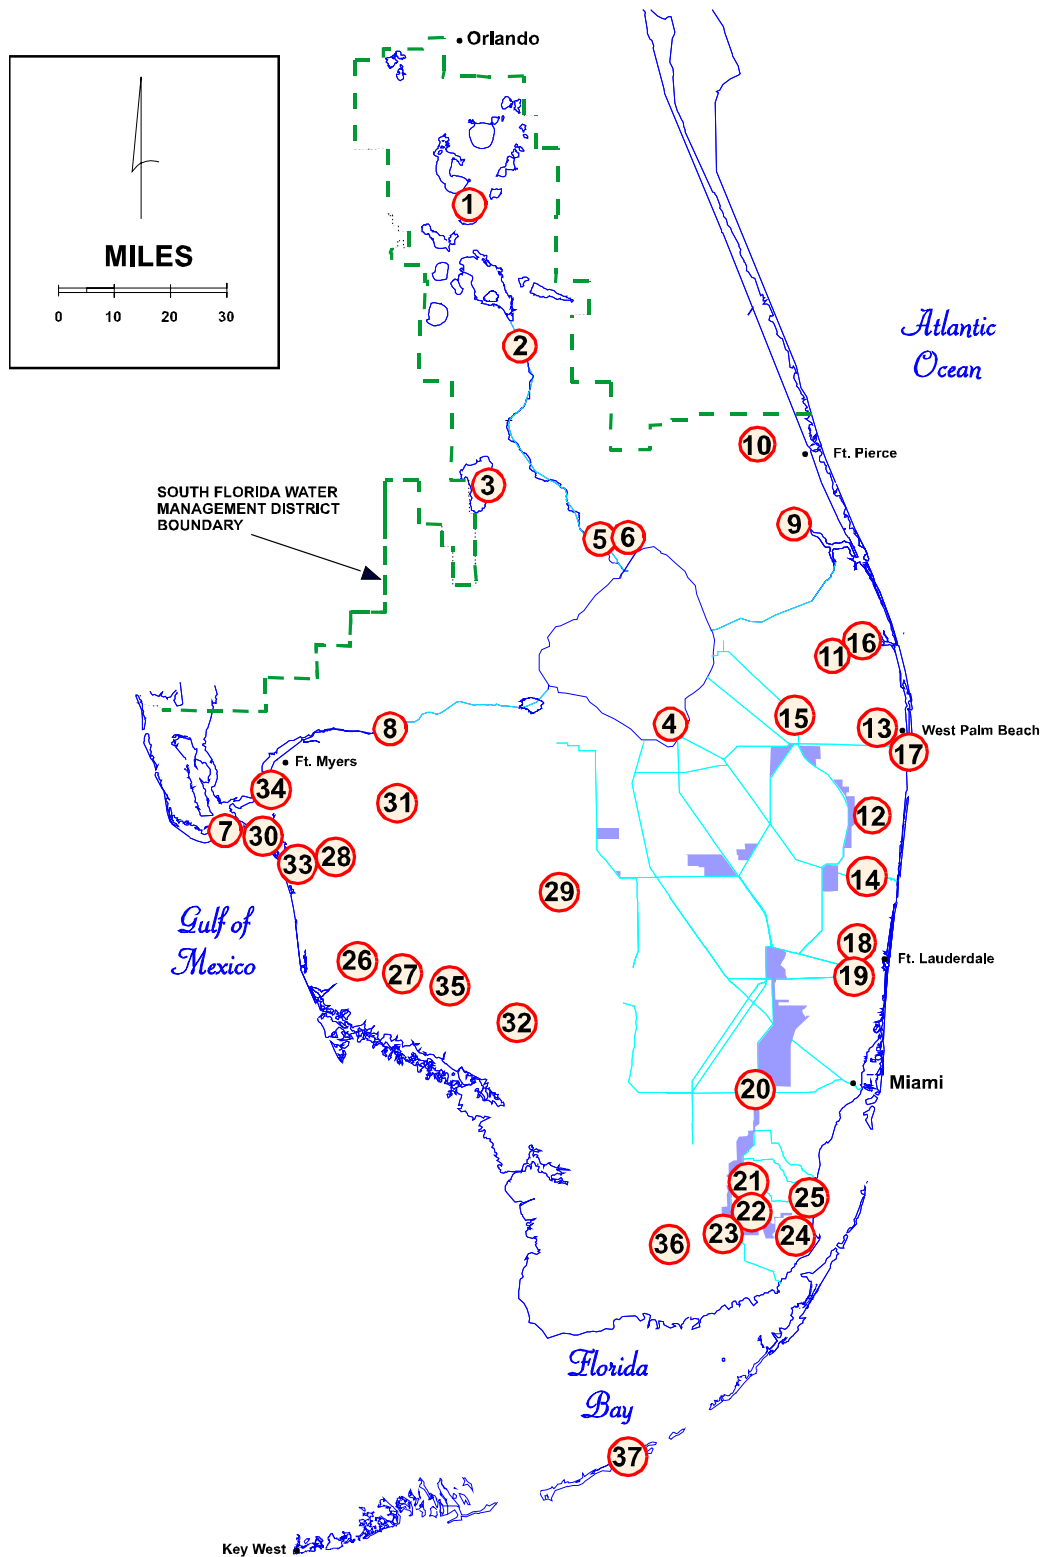 Orlando
MILES
0 10 20 30
1
2
Atlantic
Ocean
10
Ft. Pierce
3
SOUTH FLORIDA WATER
MANAGEMENT DISTRICT
BOUNDARY
9
5 6
16
11
15
4
8
13
West Palm Beach
17
Ft. Myers
34
31
12
7
30
33
28
14
29
Gulf of
Mexico
18
Ft. Lauderdale
26
27
19
35
32
Miami
20
21
25
22
23
24
36
Florida
Bay
37
Key West